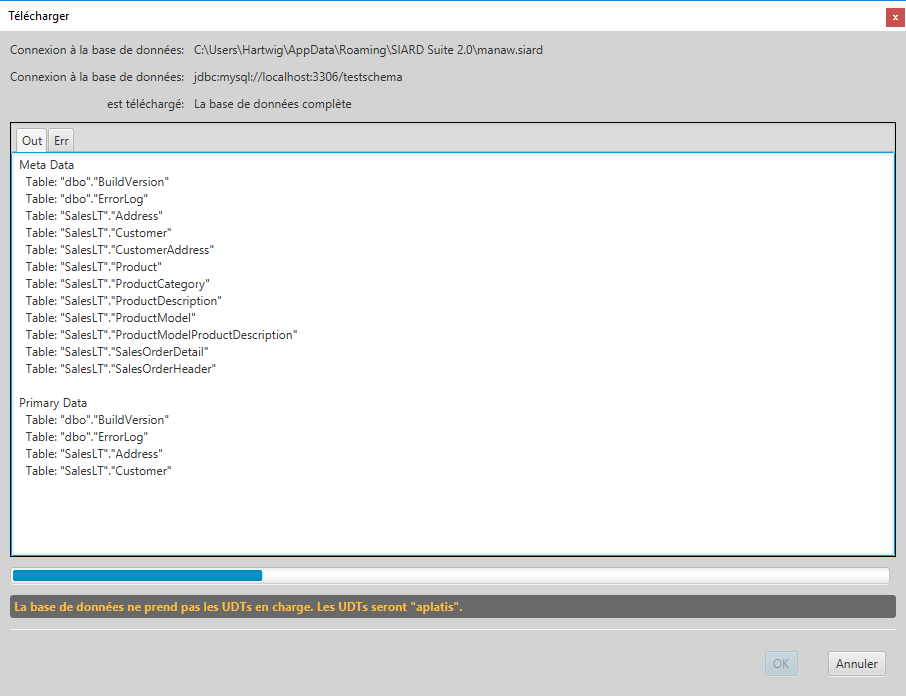 Télécharger
x
Connexion à la base de données: C:\Users\Hartwig\AppData\Roaming\SIARD Suite 2.0\manaw.siard
Connexion à la base de données: jdbc:mysql://localhost:3306/testschema
est téléchargé: La base de données complète
Out Err
Meta Data
Table: "dbo"."BuildVersion"
Table: "dbo"."ErrorLog"
Table: "SalesLT"."Address"
Table: "SalesLT"."Customer"
Table: "SalesLT"."CustomerAddress"
Table: "SalesLT"."Product"
Table: "SalesLT"."ProductCategory"
Table: "SalesLT"."ProductDescription"
Table: "SalesLT"."ProductModel"
Table: "SalesLT"."ProductModelProductDescription"
Table: "SalesLT"."SalesOrderDetail"
Table: "SalesLT"."SalesOrderHeader"
Primary Data
Table: "dbo"."BuildVersion"
Table: "dbo"."ErrorLog"
Table: "SalesLT"."Address"
Table: "SalesLT"."Customer"
La base de données ne prend pas les UDTs en charge. Les UDTs seront "aplatis".
OK Annuler